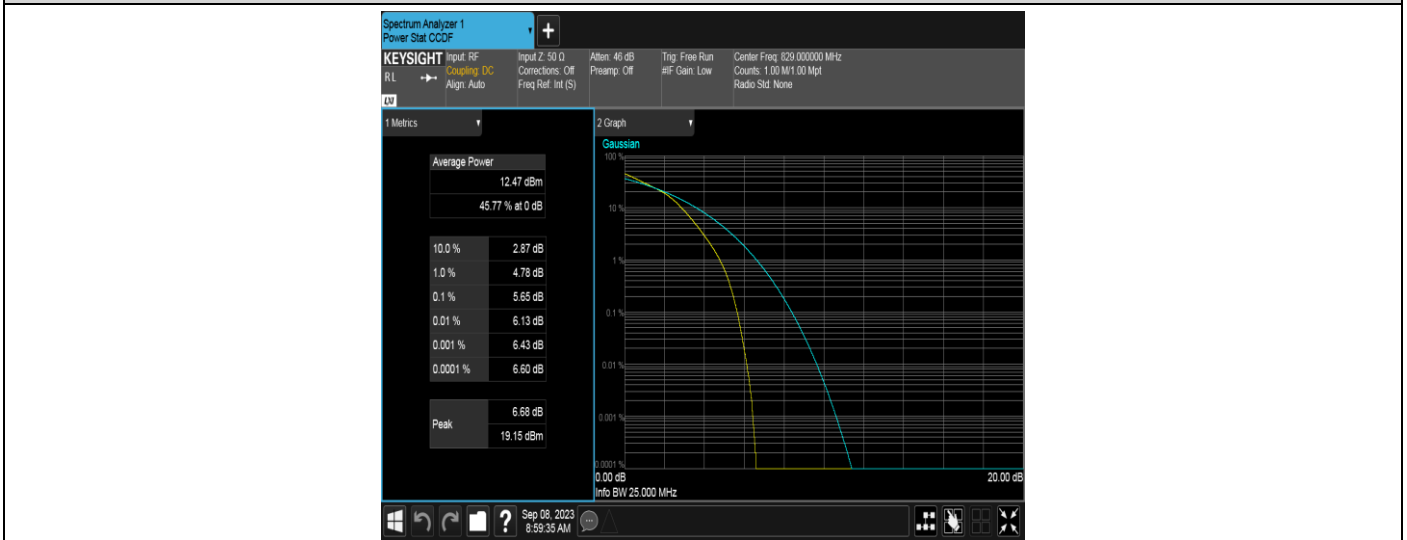 Spectrum Analyzer 1
Power Stat CCDF
+
KEYSIGHT Input: RF Input Z: 50 Ω Atten: 46 dB Trig: Free Run Center Freq: 829.000000 MHz
RL Coupling: DC Corrections: Off Preamp: Off #IF Gain: Low Counts: 1.00 M/1.00 Mpt
Align: Auto Freq Ref: Int (S) Radio Std: None
LXI
1 Metrics
Average Power
12.47 dBm
45.77 % at 0 dB
10.0 % 2.87 dB
1.0 % 4.78 dB
0.1 % 5.65 dB
0.01 % 6.13 dB
0.001 % 6.43 dB
0.0001 % 6.60 dB
Peak 6.68 dB
19.15 dBm
2 Graph
Gaussian
100 %
10 %
1 %
0.1 %
0.01 %
0.001 %
0.0001 %
0.00 dB 20.00 dB
Info BW 25.000 MHz
? Sep 08, 2023
8:59:35 AM